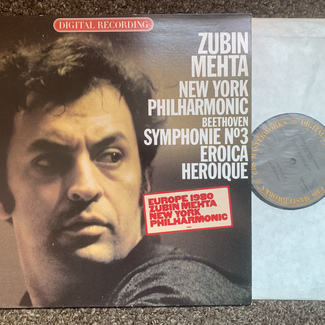 DIGITAL RECORDING
ZUBIN
MEHTA
NEW YORK
PHILHARMONIC
BEETHOVEN
SYMPHONIE Nº3
EROICA
HEROIQUE
EUROPE 1980
ZUBIN MEHTA
NEW YORK
PHILHARMONIC